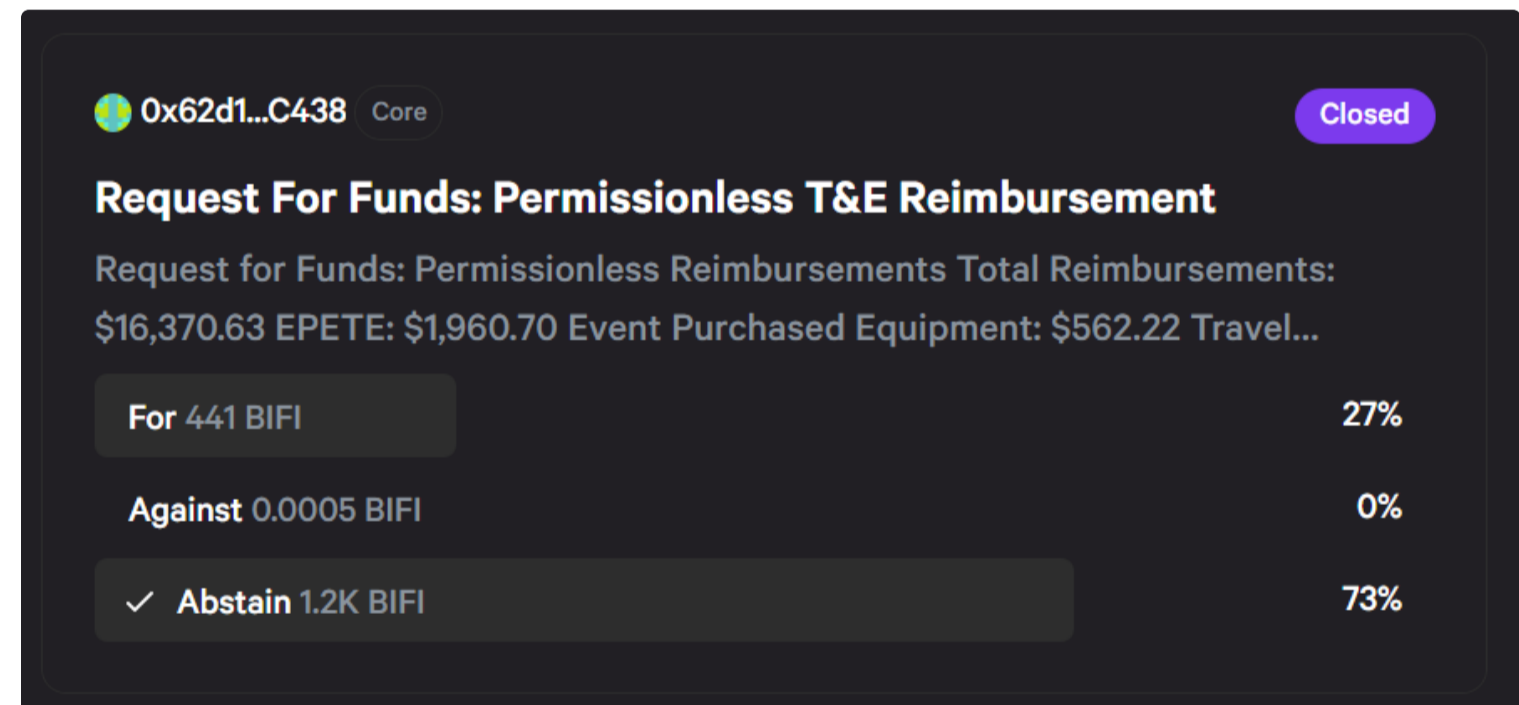 0x62d1...C438 Core Closed
Request For Funds: Permissionless T&E Reimbursement
Request for Funds: Permissionless Reimbursements Total Reimbursements:
$16,370.63 EPETE: $1,960.70 Event Purchased Equipment: $562.22 Travel...
For 441 BIFI 27%
Against 0.0005 BIFI 0%
Abstain 1.2K BIFI 73%